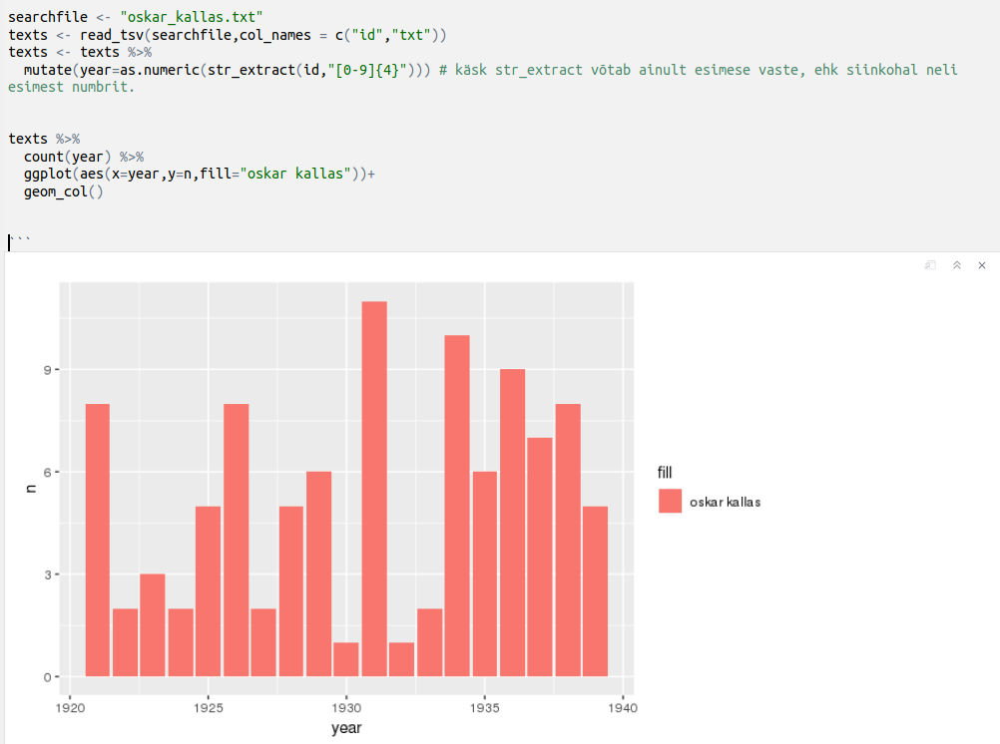 searchfile <- "oskar_kallas.txt"
texts <- read_tsv(searchfile,col_names = c("id","txt"))
texts <- texts %>%
  mutate(year=as.numeric(str_extract(id,"[0-9]{4}"))) # käsk str_extract võtab ainult esimese vaste, ehk siinkohal neli
esimest numbrit.
texts %>%
  count(year) %>%
  ggplot(aes(x=year,y=n,fill="oskar kallas"))+
  geom_col()
```
9
6
3
0
n
1920 1925 1930 1935 1940
year
fill
oskar kallas